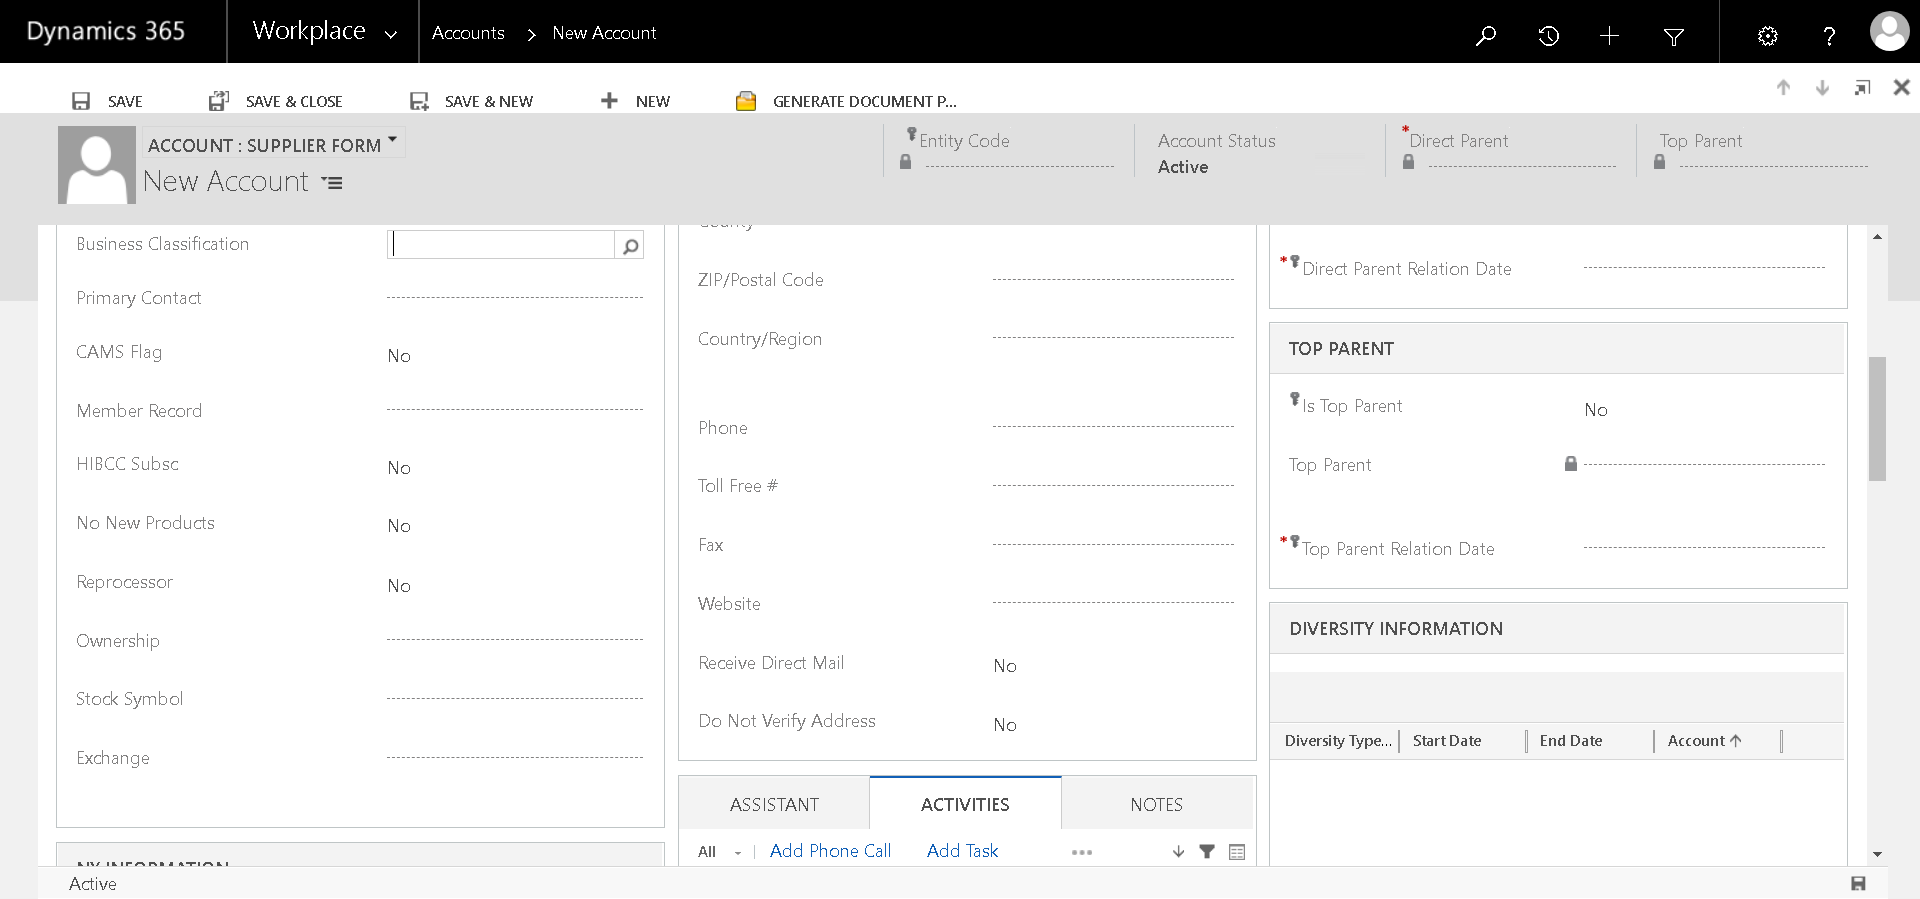 Dynamics 365
Workplace
Accounts
New Account
SAVE
SAVE & CLOSE
SAVE & NEW
NEW
GENERATE DOCUMENT P...
ACCOUNT : SUPPLIER FORM
New Account
Entity Code
Account Status
Active
*Direct Parent
Top Parent
Business Classification
Primary Contact
CAMS Flag
No
Member Record
HIBCC Subsc
No
No New Products
No
Reprocessor
No
Ownership
Stock Symbol
Exchange
NY INFORMATION
County
ZIP/Postal Code
Country/Region
Phone
Toll Free #
Fax
Website
Receive Direct Mail
No
Do Not Verify Address
No
ASSISTANT
ACTIVITIES
NOTES
All
Add Phone Call
Add Task
*Direct Parent Relation Date
TOP PARENT
Is Top Parent
No
Top Parent
*Top Parent Relation Date
DIVERSITY INFORMATION
Diversity Type...
Start Date
End Date
Account
Active